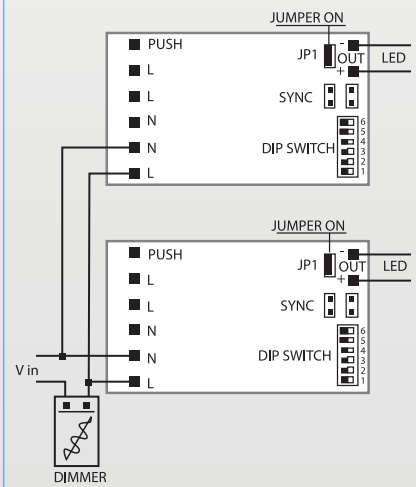 JUMPER ON
PUSH
JP1
-
OUT
+
LED
L
L
SYNC
N
N
L
DIP SWITCH
6
5
4
3
2
1
JUMPER ON
PUSH
JP1
-
OUT
+
LED
L
L
SYNC
N
N
L
DIP SWITCH
6
5
4
3
2
1
V in
DIMMER